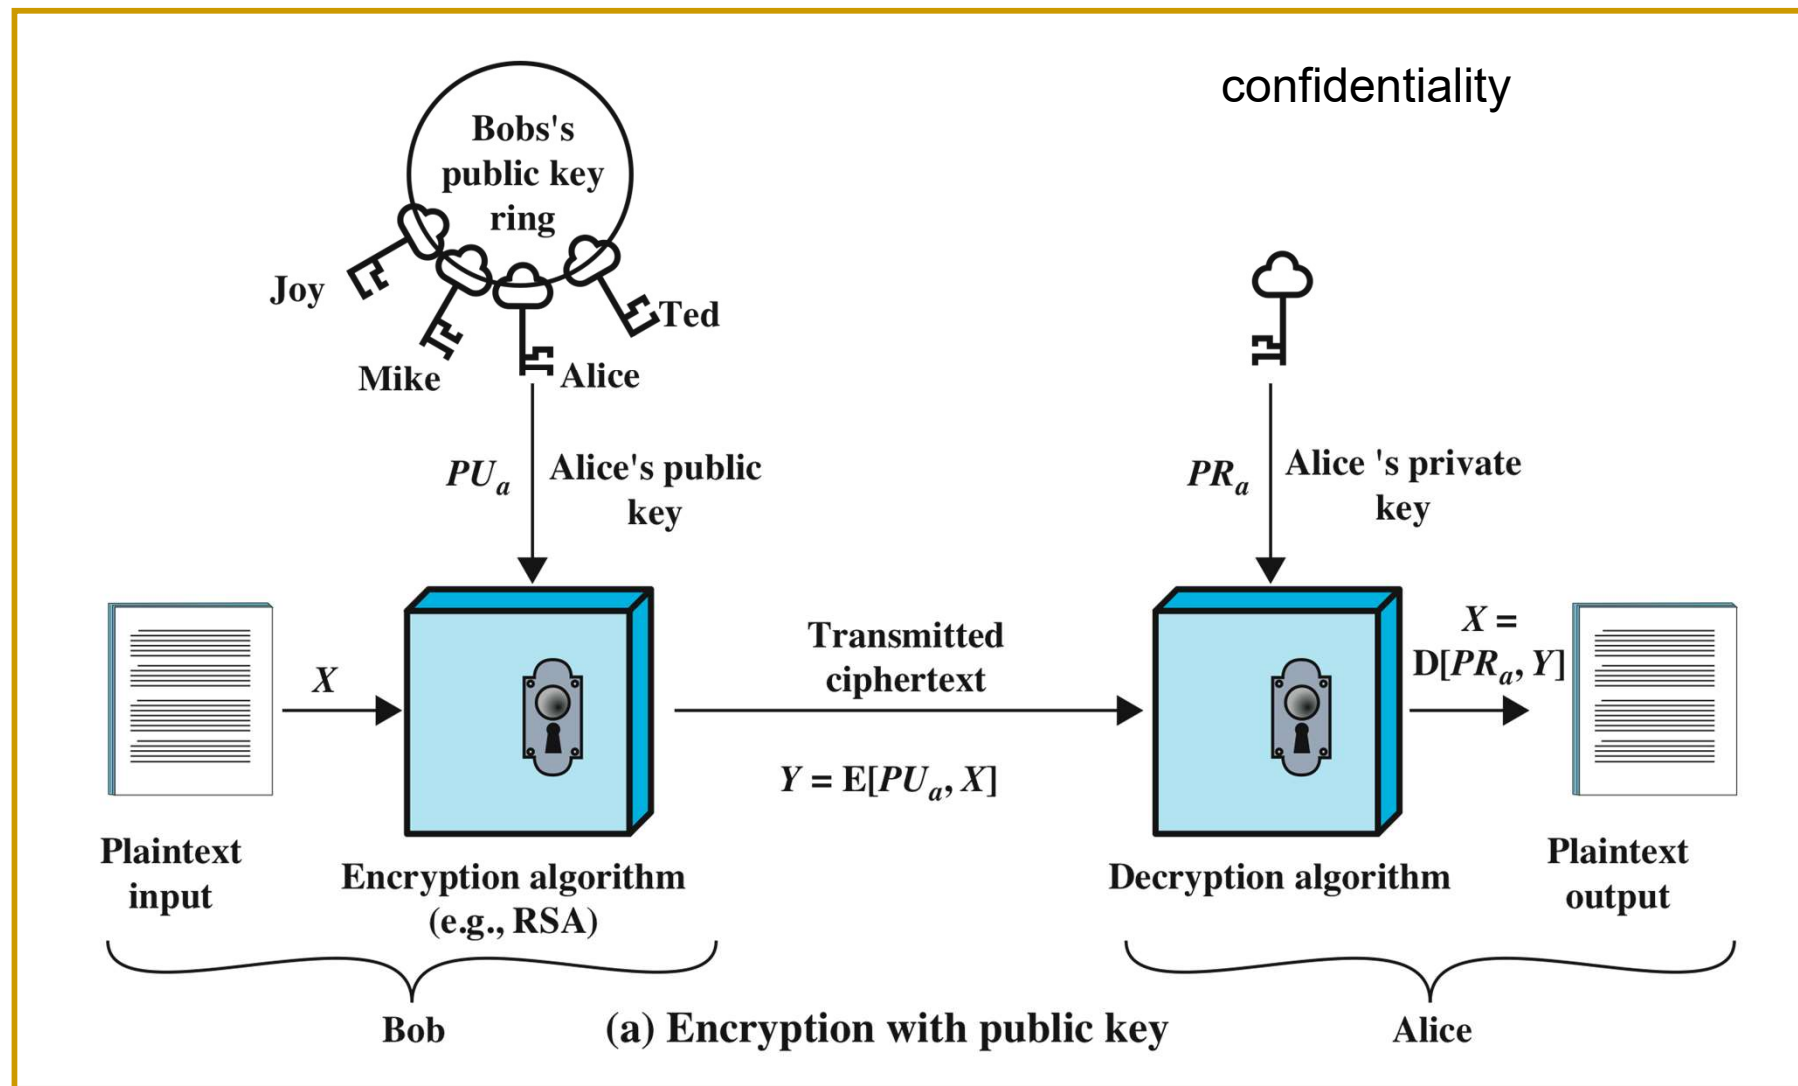 confidentiality
Bobs's
public key
ring
Joy
Ted
Mike
Alice
PUa
Alice's public
key
PRa
Alice 's private
key
X
Transmitted
ciphertext
Y = E[PUa, X]
X =
D[PRa, Y]
Plaintext
input
Encryption algorithm
(e.g., RSA)
Decryption algorithm
Plaintext
output
Bob
(a) Encryption with public key
Alice